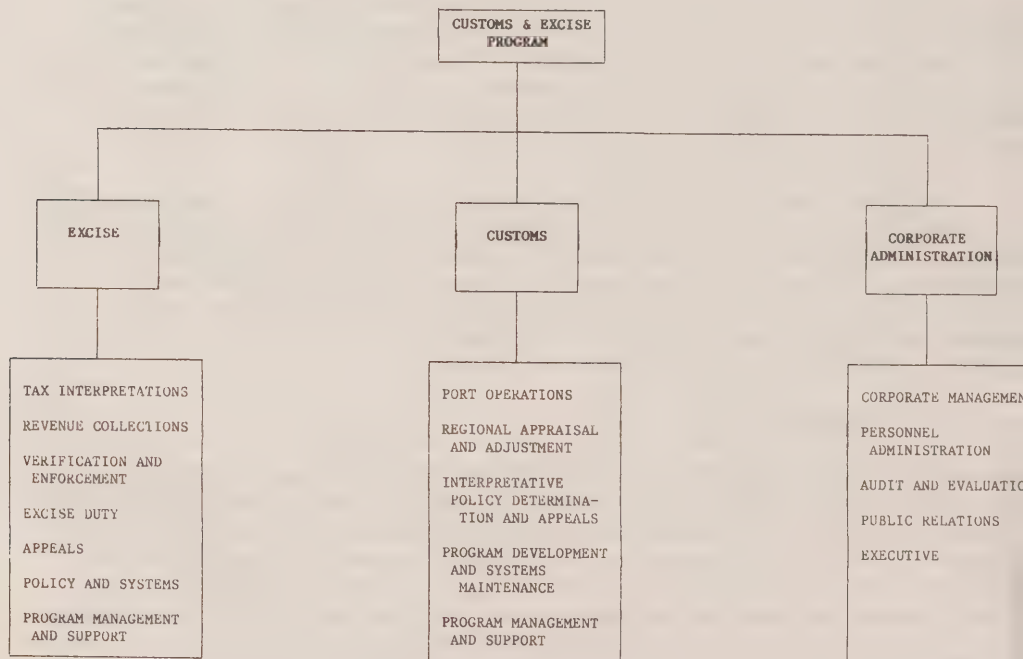 CUSTOMS & EXCISE
PROGRAM
EXCISE
CUSTOMS
CORPORATE
ADMINISTRATION
TAX INTERPRETATIONS
REVENUE COLLECTIONS
VERIFICATION AND
ENFORCEMENT
EXCISE DUTY
APPEALS
POLICY AND SYSTEMS
PROGRAM MANAGEMENT
AND SUPPORT
PORT OPERATIONS
REGIONAL APPRAISAL
AND ADJUSTMENT
INTERPRETATIVE
POLICY DETERMINA-
TION AND APPEALS
PROGRAM DEVELOPMENT
AND SYSTEMS
MAINTENANCE
PROGRAM MANAGEMENT
AND SUPPORT
CORPORATE MANAGEMEN
PERSONNEL
ADMINISTRATION
AUDIT AND EVALUATIO
PUBLIC RELATIONS
EXECUTIVE